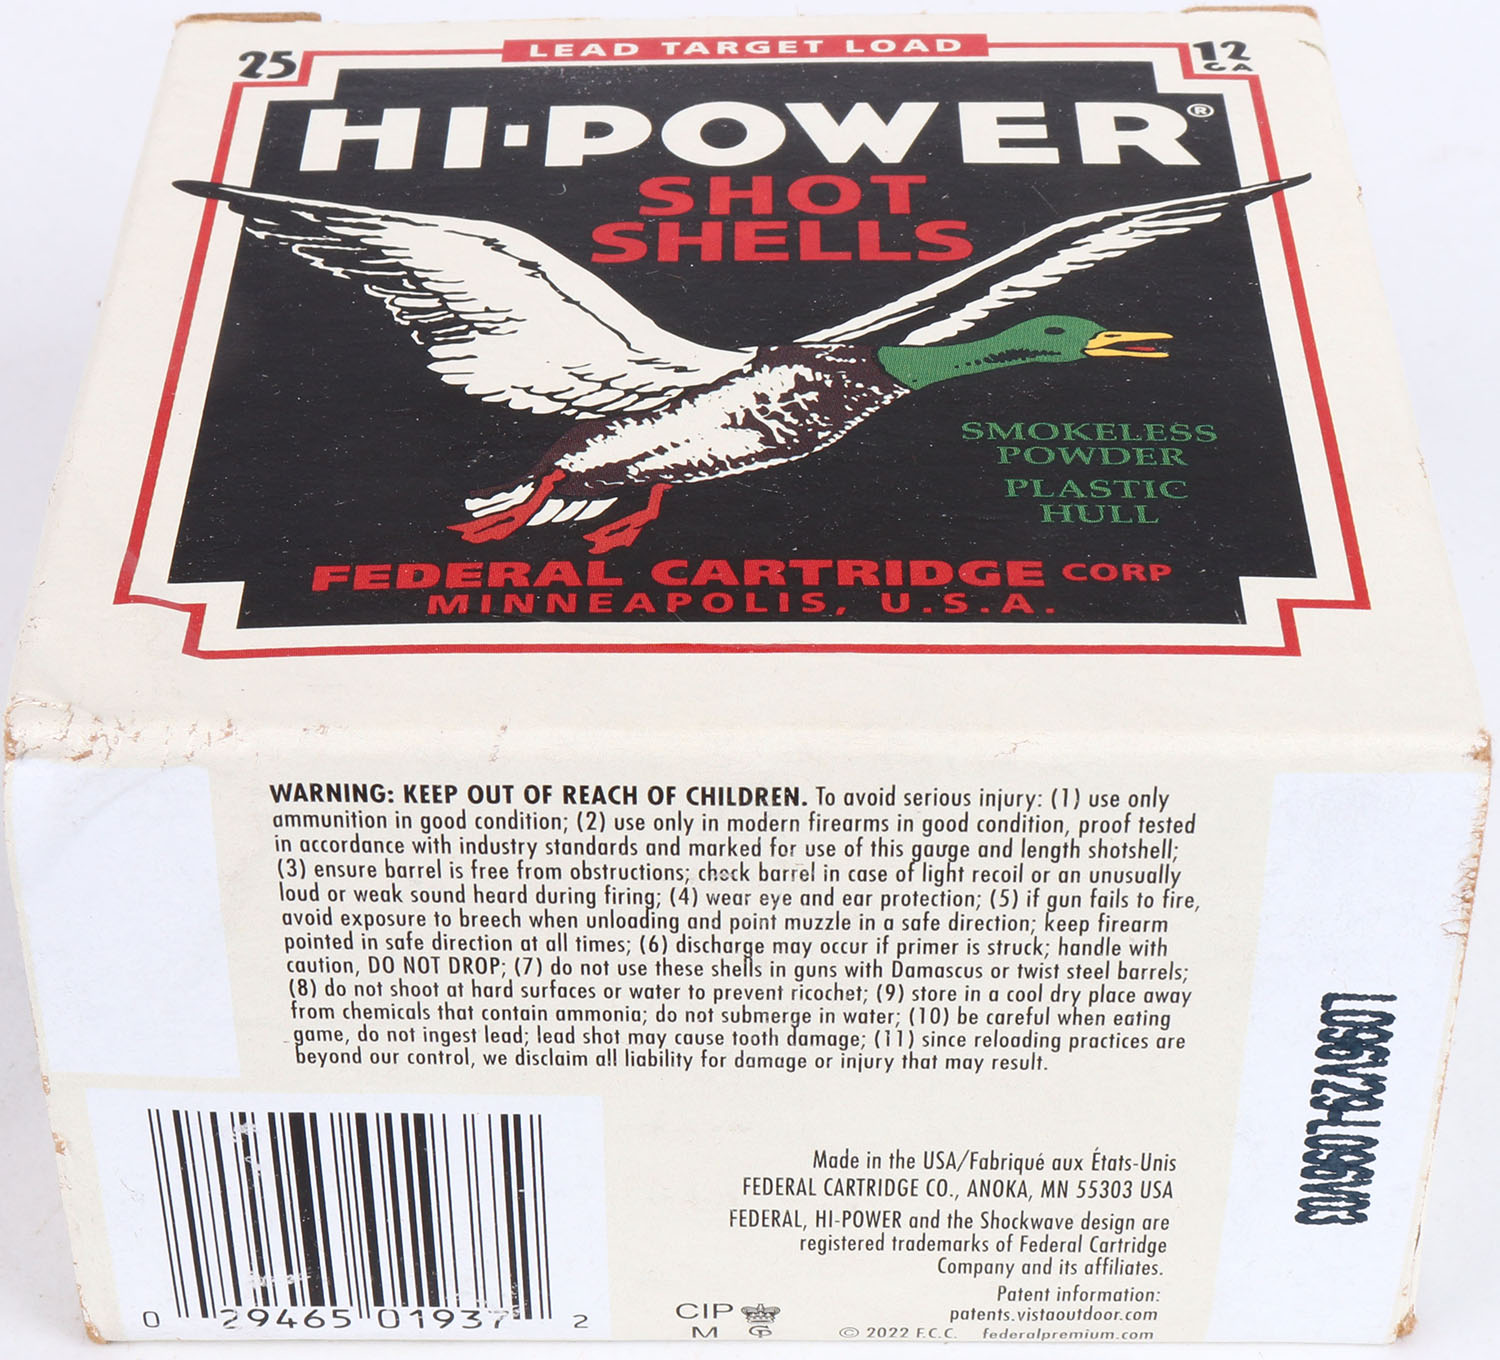 25
LEAD TARGET LOAD
12
GA
HI-POWER®
SHOT
SHELLS
SMOKELESS
POWDER
PLASTIC
HULL
FEDERAL CARTRIDGE CORP
MINNEAPOLIS, U.S.A.
WARNING: KEEP OUT OF REACH OF CHILDREN. To avoid serious injury: (1) use only
ammunition in good condition; (2) use only in modern firearms in good condition, proof tested
in accordance with industry standards and marked for use of this gauge and length shotshell;
(3) ensure barrel is free from obstructions; check barrel in case of light recoil or an unusually
loud or weak sound heard during firing; (4) wear eye and ear protection; (5) if gun fails to fire,
avoid exposure to breech when unloading and point muzzle in a safe direction; keep firearm
pointed in safe direction at all times; (6) discharge may occur if primer is struck; handle with
caution, DO NOT DROP; (7) do not use these shells in guns with Damascus or twist steel barrels;
(8) do not shoot at hard surfaces or water to prevent ricochet; (9) store in a cool dry place away
from chemicals that contain ammonia; do not submerge in water; (10) be careful when eating
game, do not ingest lead; lead shot may cause tooth damage; (11) since reloading practices are
beyond our control, we disclaim all liability for damage or injury that may result.
0 29465 01937 2
Made in the USA/Fabriqué aux États-Unis
FEDERAL CARTRIDGE CO., ANOKA, MN 55303 USA
FEDERAL, HI-POWER and the Shockwave design are
registered trademarks of Federal Cartridge
Company and its affiliates.
Patent information:
patents.vistaoutdoor.com
CIP
M
© 2022 F.C.C. federalpremium.com